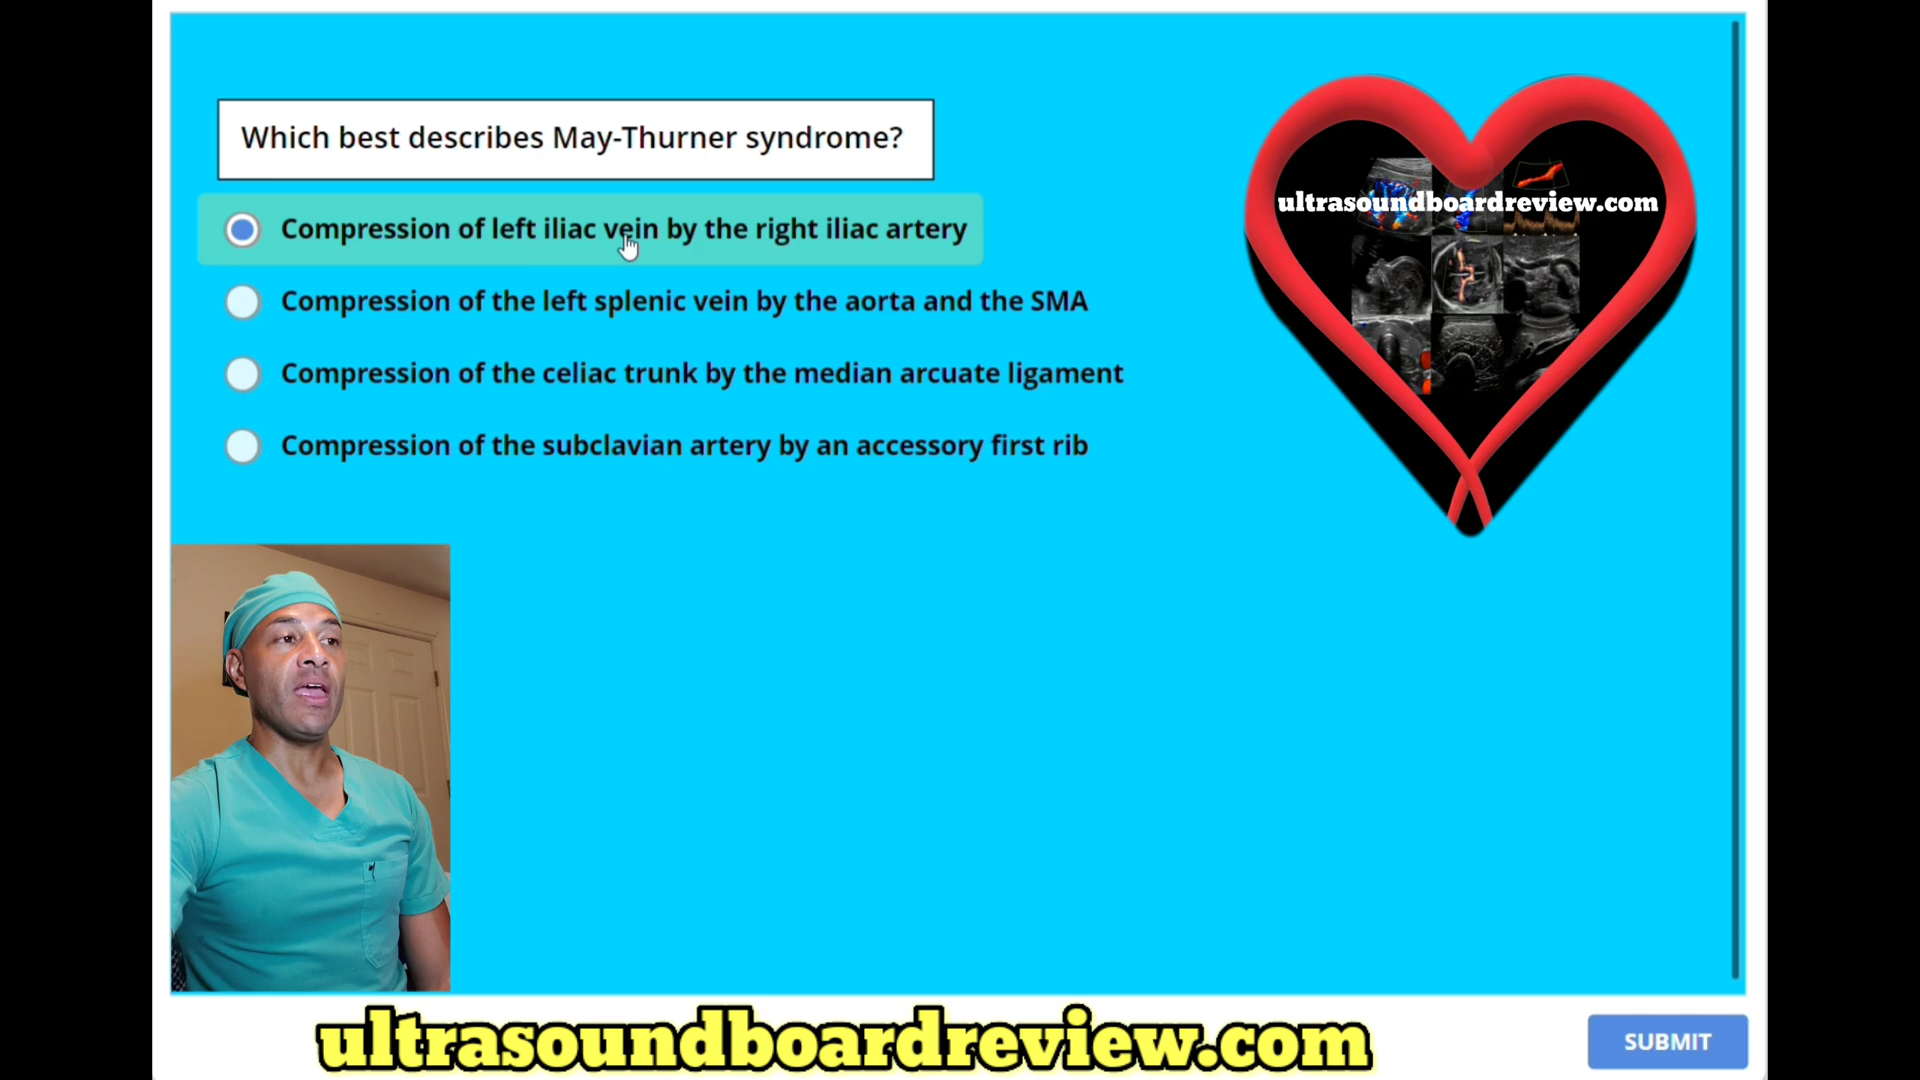 Which best describes May-Thurner syndrome?
Compression of left iliac vein by the right iliac artery
Compression of the left splenic vein by the aorta and the SMA
Compression of the celiac trunk by the median arcuate ligament
Compression of the subclavian artery by an accessory first rib
ultrasoundboardreview.com
ultrasoundboardreview.com
SUBMIT